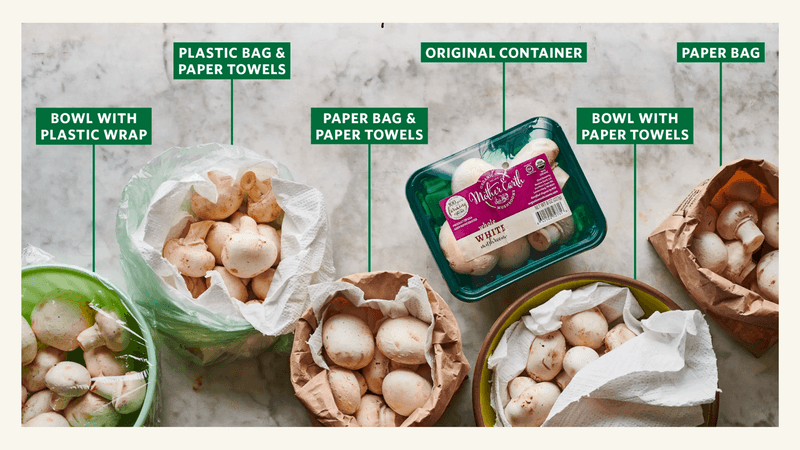 PLASTIC BAG &
PAPER TOWELS
ORIGINAL CONTAINER
PAPER BAG
BOWL WITH
PLASTIC WRAP
PAPER BAG &
PAPER TOWELS
BOWL WITH
PAPER TOWELS
Mother Earth
whole
WHITE